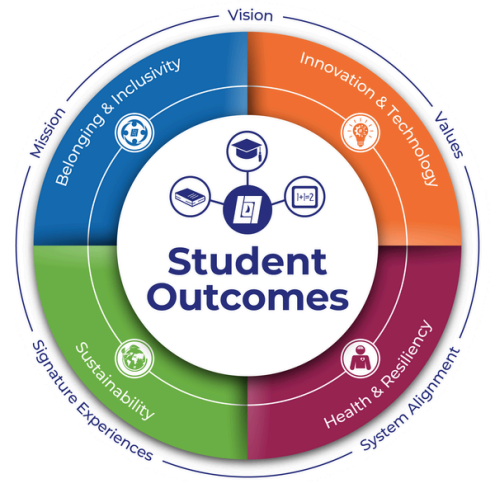 Vision
Mission
Values
Belonging & Inclusivity
Innovation & Technology
1+1=2
Student
Outcomes
Sustainability
Health & Resiliency
Signature Experiences
System Alignment